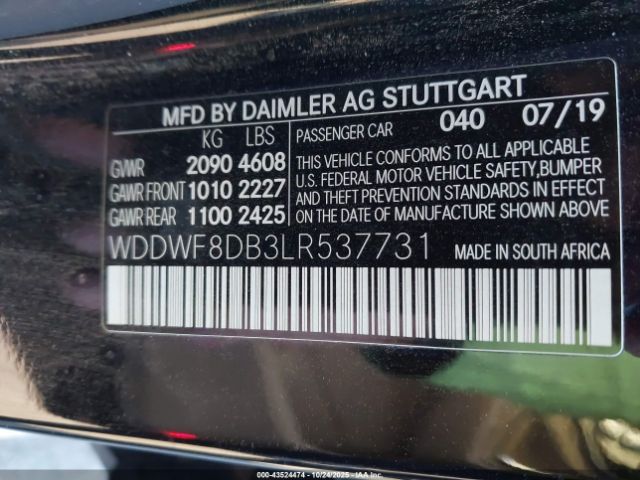 MFD BY DAIMLER AG STUTTGART
KG LBS PASSENGER CAR 040 07/19
GVWR 2090 4608
GAWR FRONT 1010 2227
GAWR REAR 1100 2425
THIS VEHICLE CONFORMS TO ALL APPLICABLE
U.S. FEDERAL MOTOR VEHICLE SAFETY,BUMPER
AND THEFT PREVENTION STANDARDS IN EFFECT
ON THE DATE OF MANUFACTURE SHOWN ABOVE
WDDWF8DB3LR537731 MADE IN SOUTH AFRICA
000-43524474 - 10/24/2025 - IAAI.com